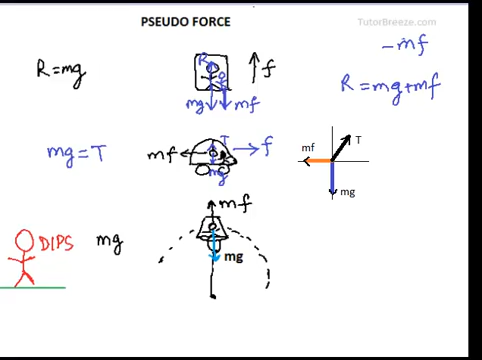 PSEUDO FORCE
TutorBreeze.com
-mf
R=mg
R
f
mg mf
R=mg+mf
mg=T
mf
T
f
mg
mf
T
mg
mf
DIPS
mg
mg